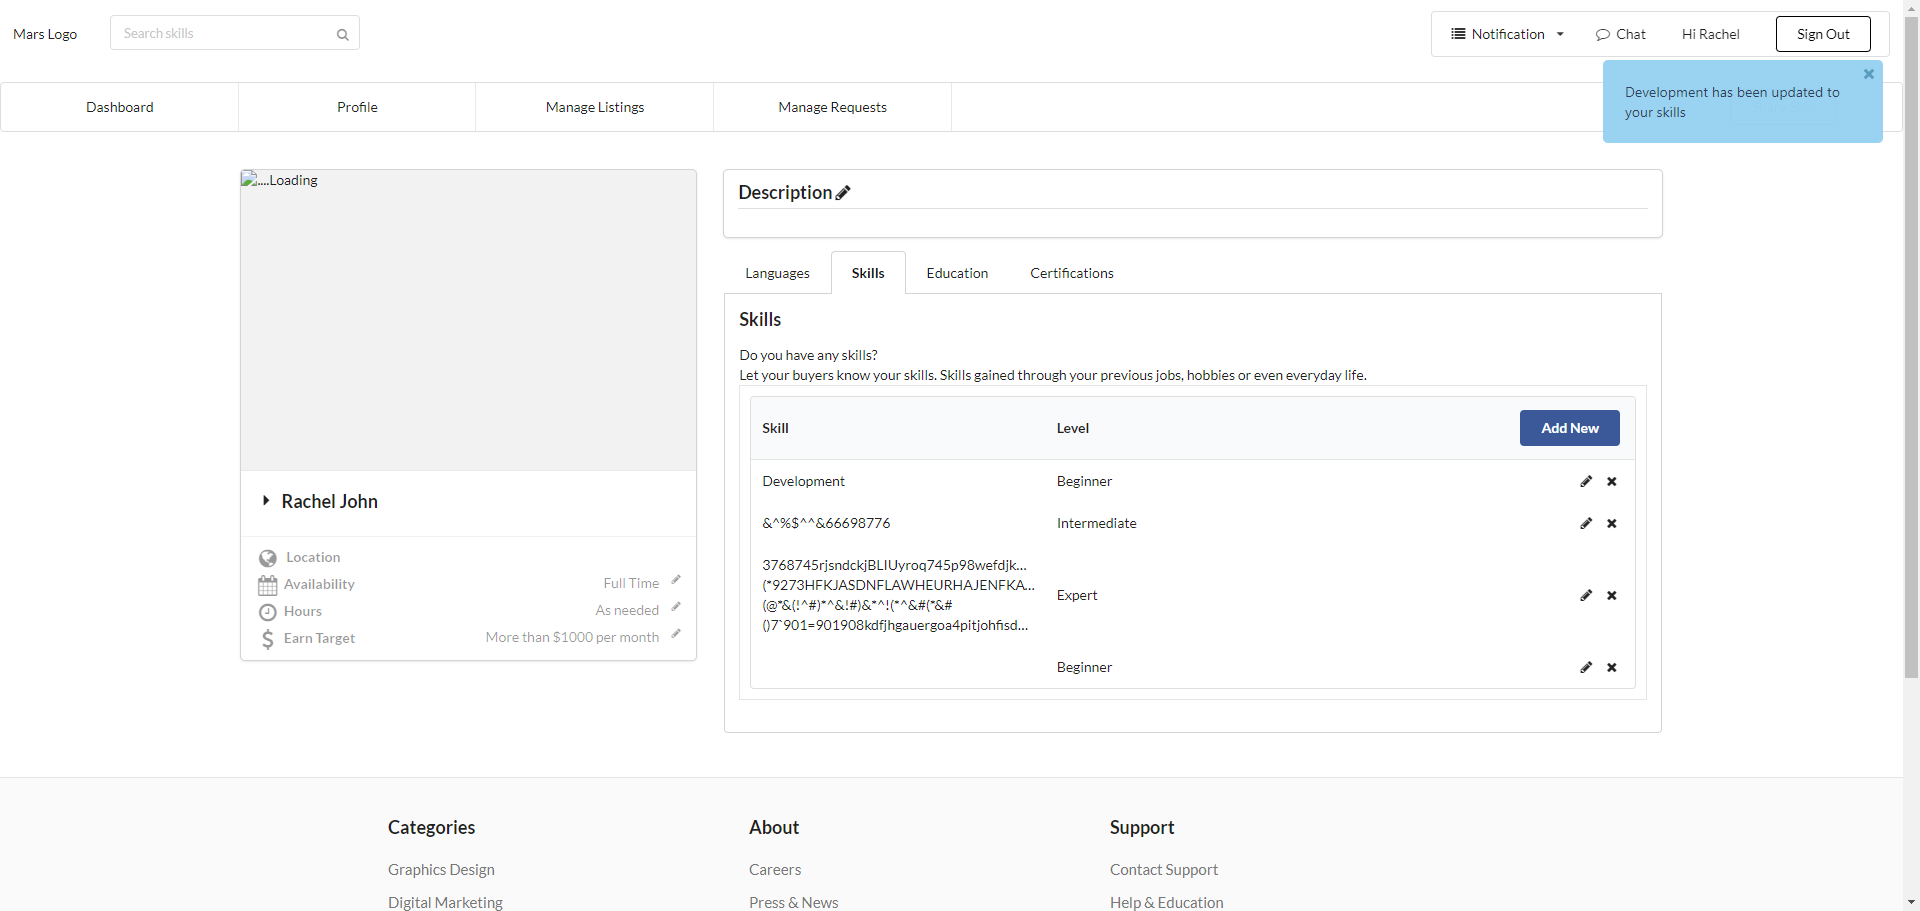 Mars Logo
Search skills
Notification
Chat
Hi Rachel
Sign Out
Dashboard
Profile
Manage Listings
Manage Requests
Development has been updated to
your skills
....Loading
Rachel John
Location
Availability
Full Time
Hours
As needed
Earn Target
More than $1000 per month
Description
Languages
Skills
Education
Certifications
Skills
Do you have any skills?
Let your buyers know your skills. Skills gained through your previous jobs, hobbies or even everyday life.
Skill
Level
Add New
Development
Beginner
&^%$^^&66698776
Intermediate
3768745rjsndckjBLIUyroq745p98wefdjk...
(*9273HFKJASDNFLAWHEURHAJENFKA...
(@*&(!^#)*^&!#)&*^!(*^&#(*&#
()7`901=901908kdfjhgauergoa4pitjohfisd...
Expert
Beginner
Categories
Graphics Design
Digital Marketing
About
Careers
Press & News
Support
Contact Support
Help & Education